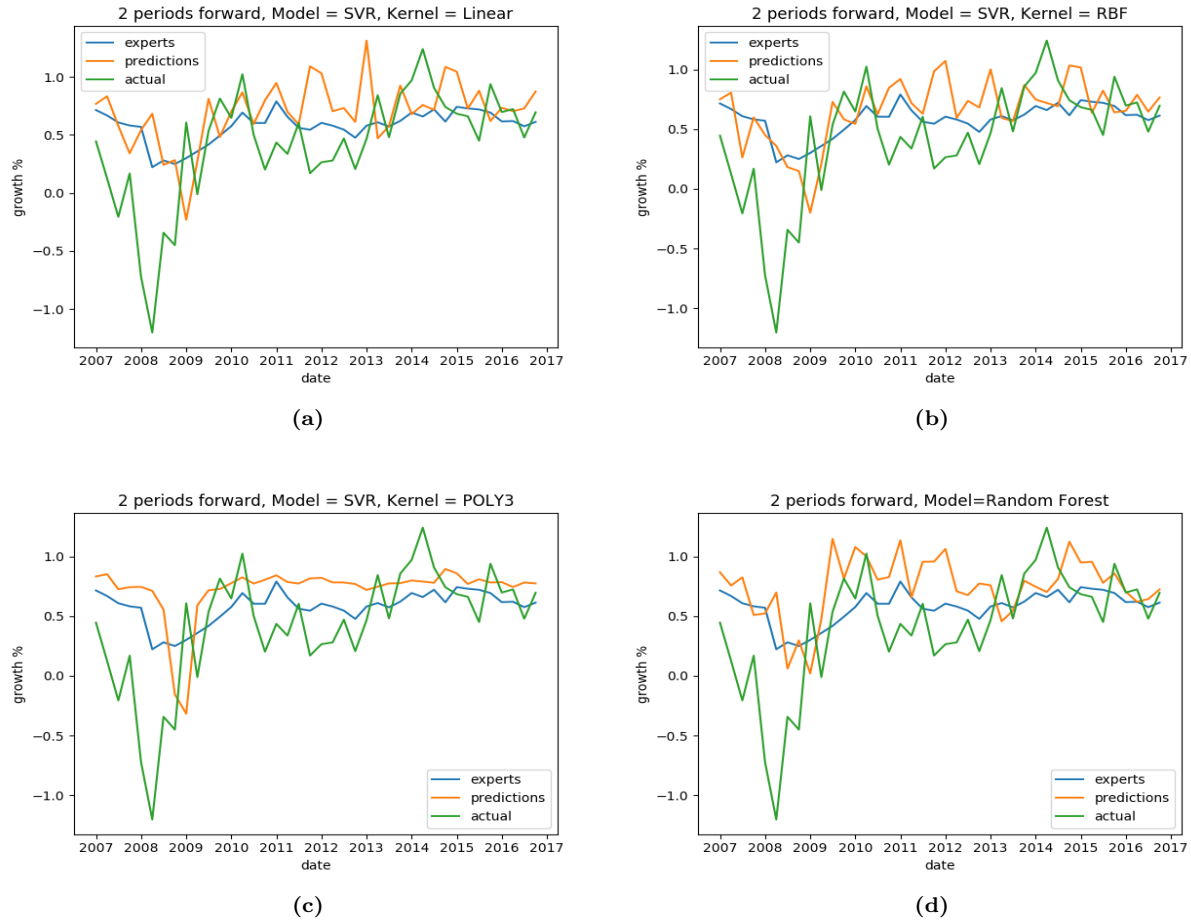 2 periods forward, Model = SVR, Kernel = Linear
experts
predictions
actual
growth %
1.0
0.5
0.0
−0.5
−1.0
2007 2008 2009 2010 2011 2012 2013 2014 2015 2016 2017
date
(a)
2 periods forward, Model = SVR, Kernel = RBF
experts
predictions
actual
growth %
1.0
0.5
0.0
−0.5
−1.0
2007 2008 2009 2010 2011 2012 2013 2014 2015 2016 2017
date
(b)
2 periods forward, Model = SVR, Kernel = POLY3
growth %
1.0
0.5
0.0
−0.5
−1.0
experts
predictions
actual
2007 2008 2009 2010 2011 2012 2013 2014 2015 2016 2017
date
(c)
2 periods forward, Model=Random Forest
growth %
1.0
0.5
0.0
−0.5
−1.0
experts
predictions
actual
2007 2008 2009 2010 2011 2012 2013 2014 2015 2016 2017
date
(d)